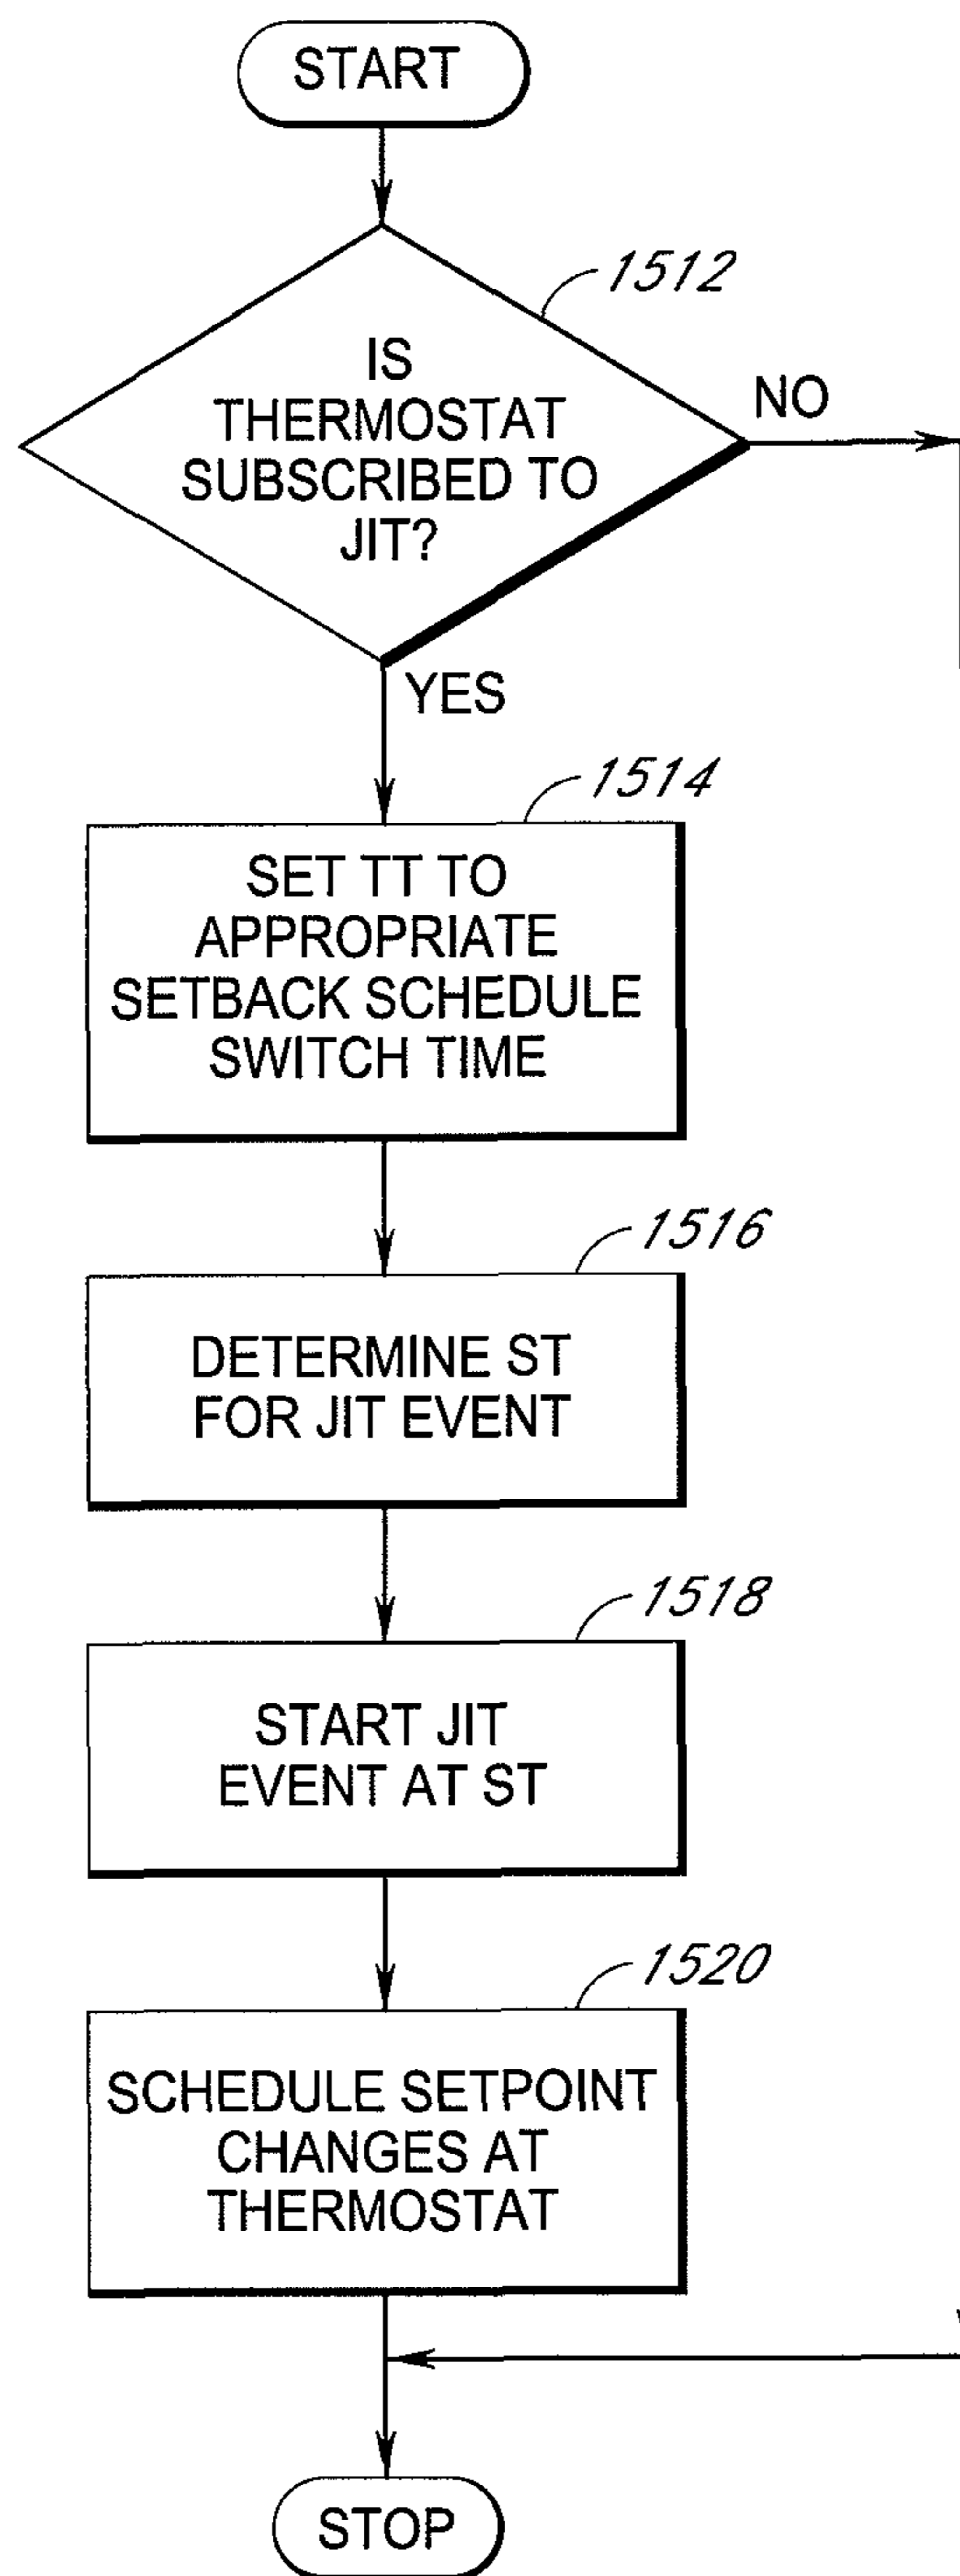 START
1512
IS
THERMOSTAT
SUBSCRIBED TO
JIT?
NO
YES
1514
SET TT TO
APPROPRIATE
SETBACK SCHEDULE
SWITCH TIME
1516
DETERMINE ST
FOR JIT EVENT
1518
START JIT
EVENT AT ST
1520
SCHEDULE SETPOINT
CHANGES AT
THERMOSTAT
STOP